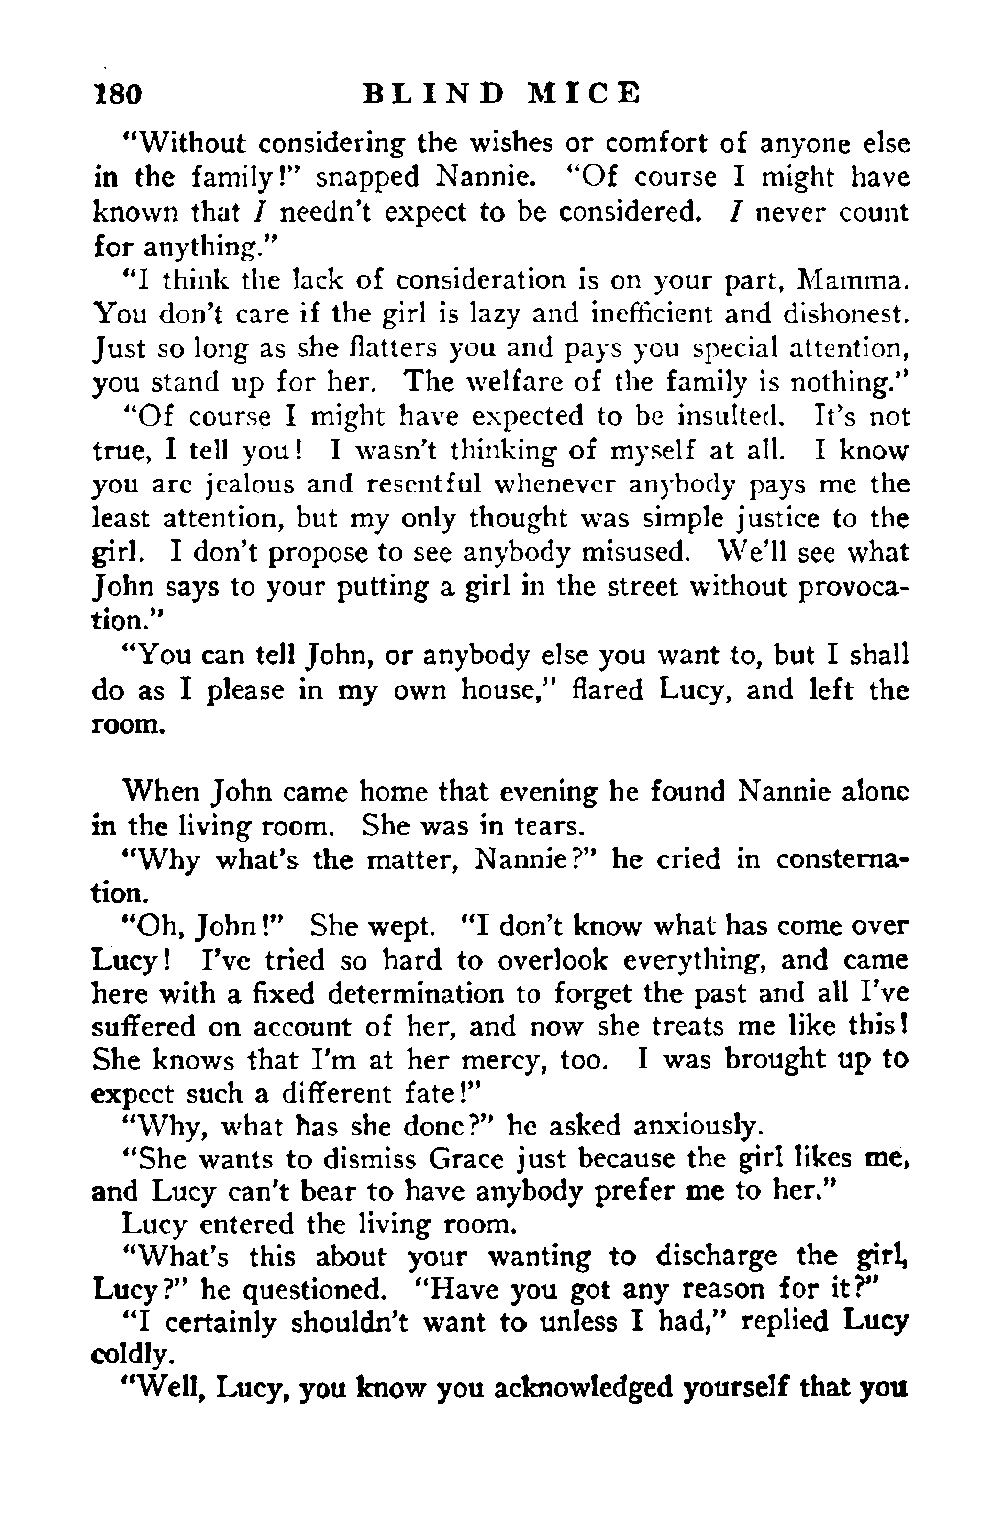 180 BLIND MICE
“Without considering the wishes or comfort of anyone else
in the family!” snapped Nannie. “Of course I might have
known that I needn’t expect to be considered. I never count
for anything.”
“I think the lack of consideration is on your part, Mamma.
You don’t care if the girl is lazy and inefficient and dishonest.
Just so long as she flatters you and pays you special attention,
you stand up for her. The welfare of the family is nothing.”
“Of course I might have expected to be insulted. It’s not
true, I tell you! I wasn’t thinking of myself at all. I know
you are jealous and resentful whenever anybody pays me the
least attention, but my only thought was simple justice to the
girl. I don’t propose to see anybody misused. We’ll see what
John says to your putting a girl in the street without provoca-
tion.”
“You can tell John, or anybody else you want to, but I shall
do as I please in my own house,” flared Lucy, and left the
room.
When John came home that evening he found Nannie alone
in the living room. She was in tears.
“Why what’s the matter, Nannie?” he cried in consterna-
tion.
“Oh, John!” She wept. “I don’t know what has come over
Lucy! I’ve tried so hard to overlook everything, and came
here with a fixed determination to forget the past and all I’ve
suffered on account of her, and now she treats me like this!
She knows that I’m at her mercy, too. I was brought up to
expect such a different fate!”
“Why, what has she done?” he asked anxiously.
“She wants to dismiss Grace just because the girl likes me,
and Lucy can’t bear to have anybody prefer me to her.”
Lucy entered the living room.
“What’s this about your wanting to discharge the girl,
Lucy?” he questioned. “Have you got any reason for it?”
“I certainly shouldn’t want to unless I had,” replied Lucy
coldly.
“Well, Lucy, you know you acknowledged yourself that you